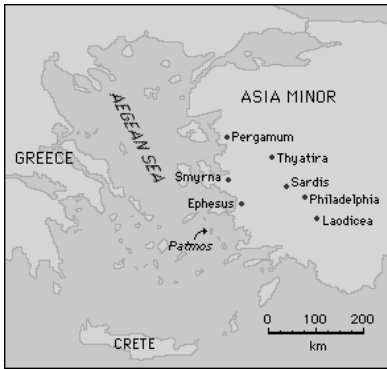 ASIA MINOR
AEGEAN SEA
Pergamum
GREECE
Thyatira
Smyrna
Sardis
Philadelphia
Ephesus
Laodicea
Patmos
0 100 200
km
CRETE